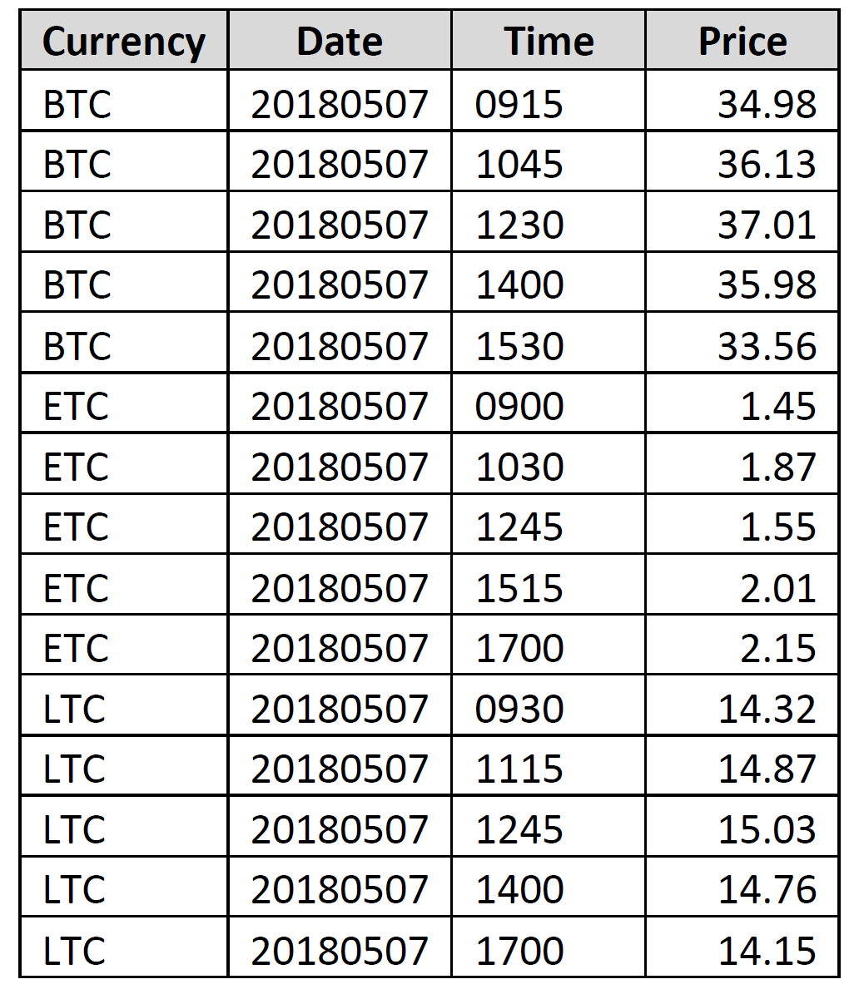 Currency Date Time Price
BTC 20180507 0915 34.98
BTC 20180507 1045 36.13
BTC 20180507 1230 37.01
BTC 20180507 1400 35.98
BTC 20180507 1530 33.56
ETC 20180507 0900 1.45
ETC 20180507 1030 1.87
ETC 20180507 1245 1.55
ETC 20180507 1515 2.01
ETC 20180507 1700 2.15
LTC 20180507 0930 14.32
LTC 20180507 1115 14.87
LTC 20180507 1245 15.03
LTC 20180507 1400 14.76
LTC 20180507 1700 14.15